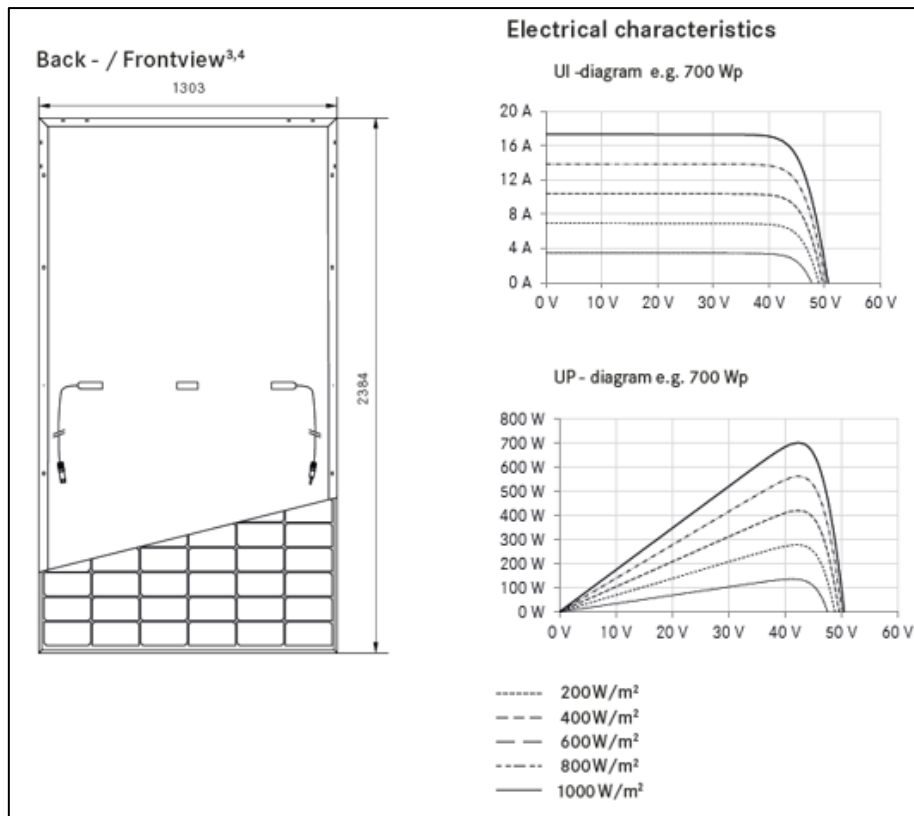 Back - / Frontview³,⁴
1303
2384
Electrical characteristics
UI -diagram e.g. 700 Wp
20 A
16 A
12 A
8 A
4 A
0 A
0 V 10 V 20 V 30 V 40 V 50 V 60 V
UP - diagram e.g. 700 Wp
800 W
700 W
600 W
500 W
400 W
300 W
200 W
100 W
0 W
0 V 10 V 20 V 30 V 40 V 50 V 60 V
200W/m²
400W/m²
600W/m²
800W/m²
1000W/m²